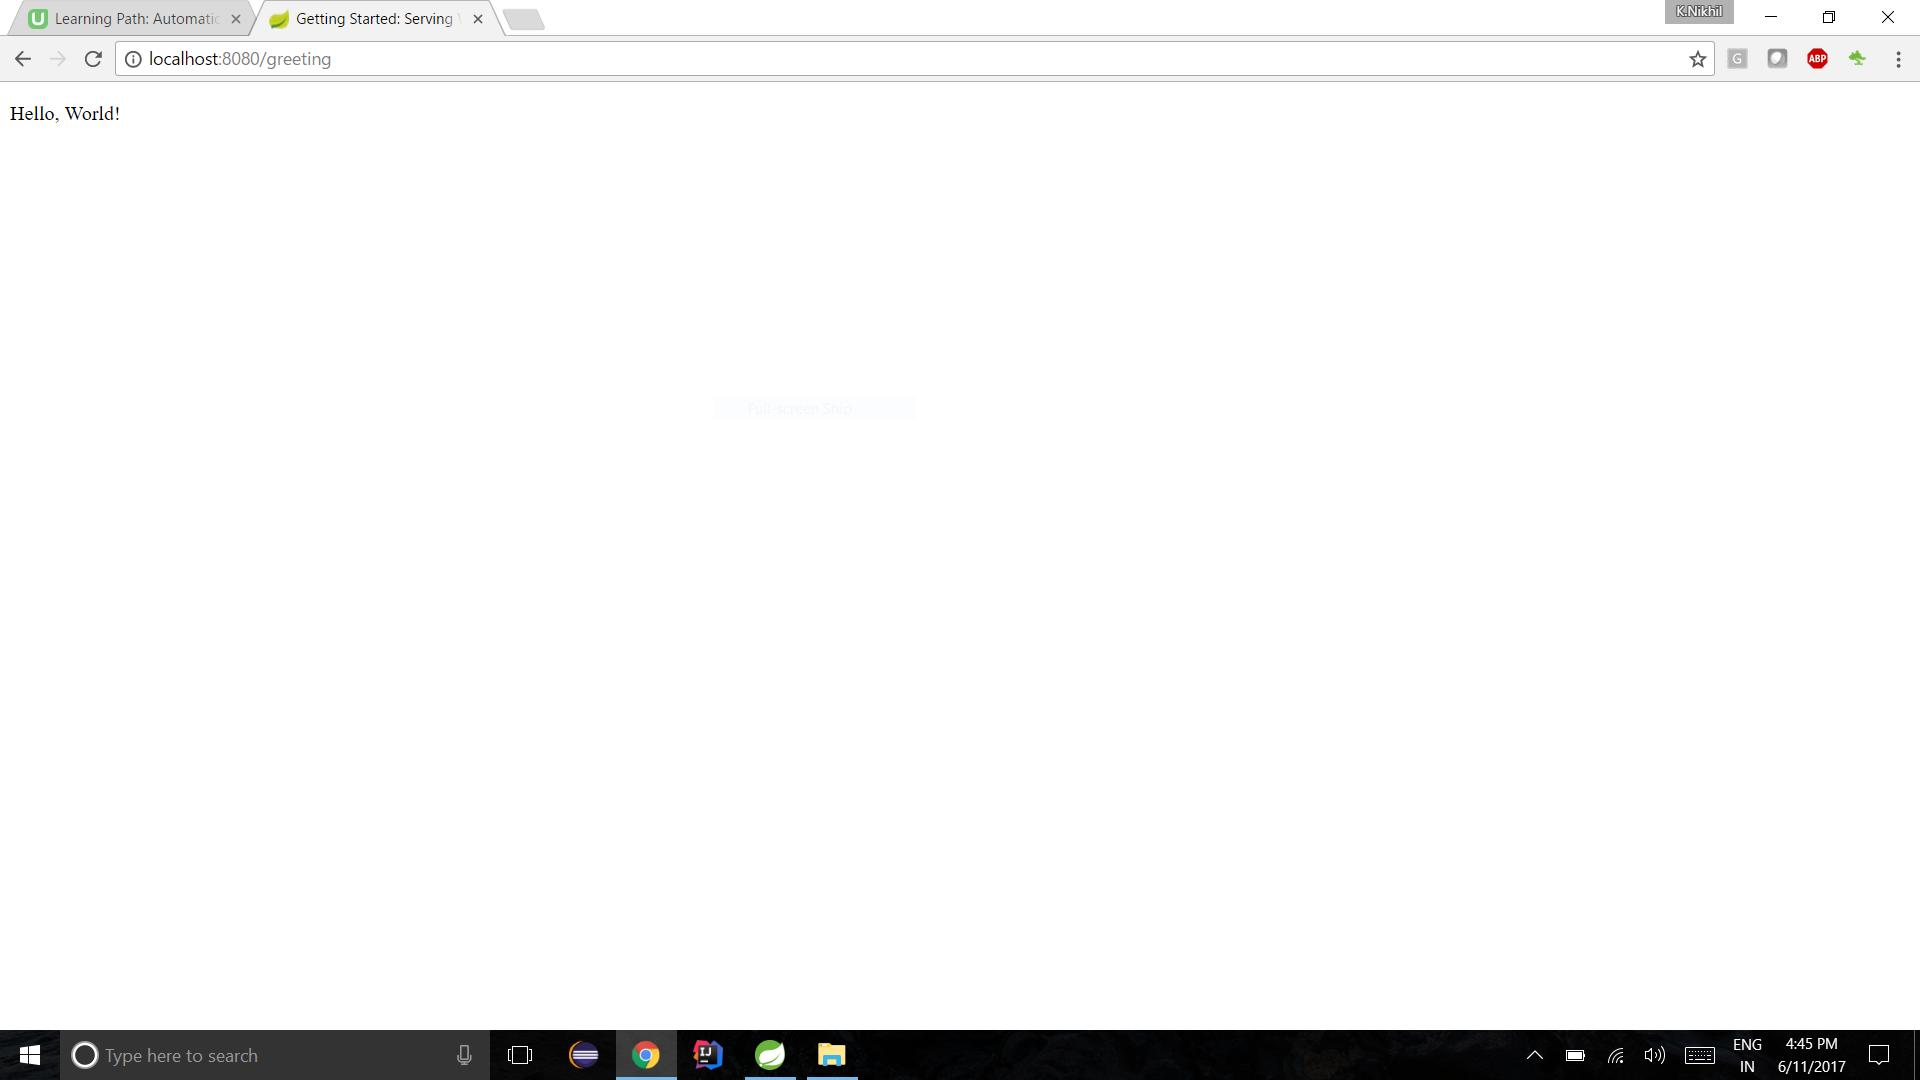 Learning Path: Automatic
Getting Started: Serving
K.Nikhil
localhost:8080/greeting
G
ABP
Hello, World!
Full-screen Snip
Type here to search
IJ
ENG
IN
4:45 PM
6/11/2017